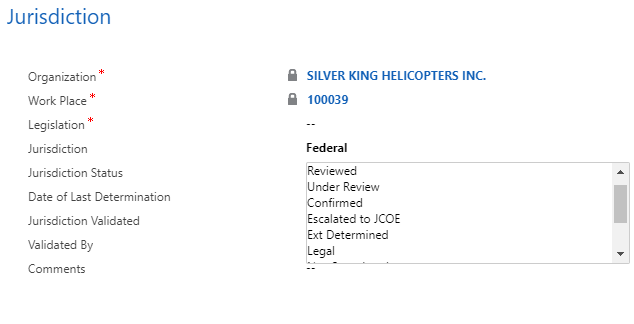 Jurisdiction
Organization * SILVER KING HELICOPTERS INC.
Work Place * 100039
Legislation * --
Jurisdiction Federal
Jurisdiction Status Reviewed
Under Review
Date of Last Determination Confirmed
Jurisdiction Validated Escalated to JCOE
Ext Determined
Validated By Legal
Comments --